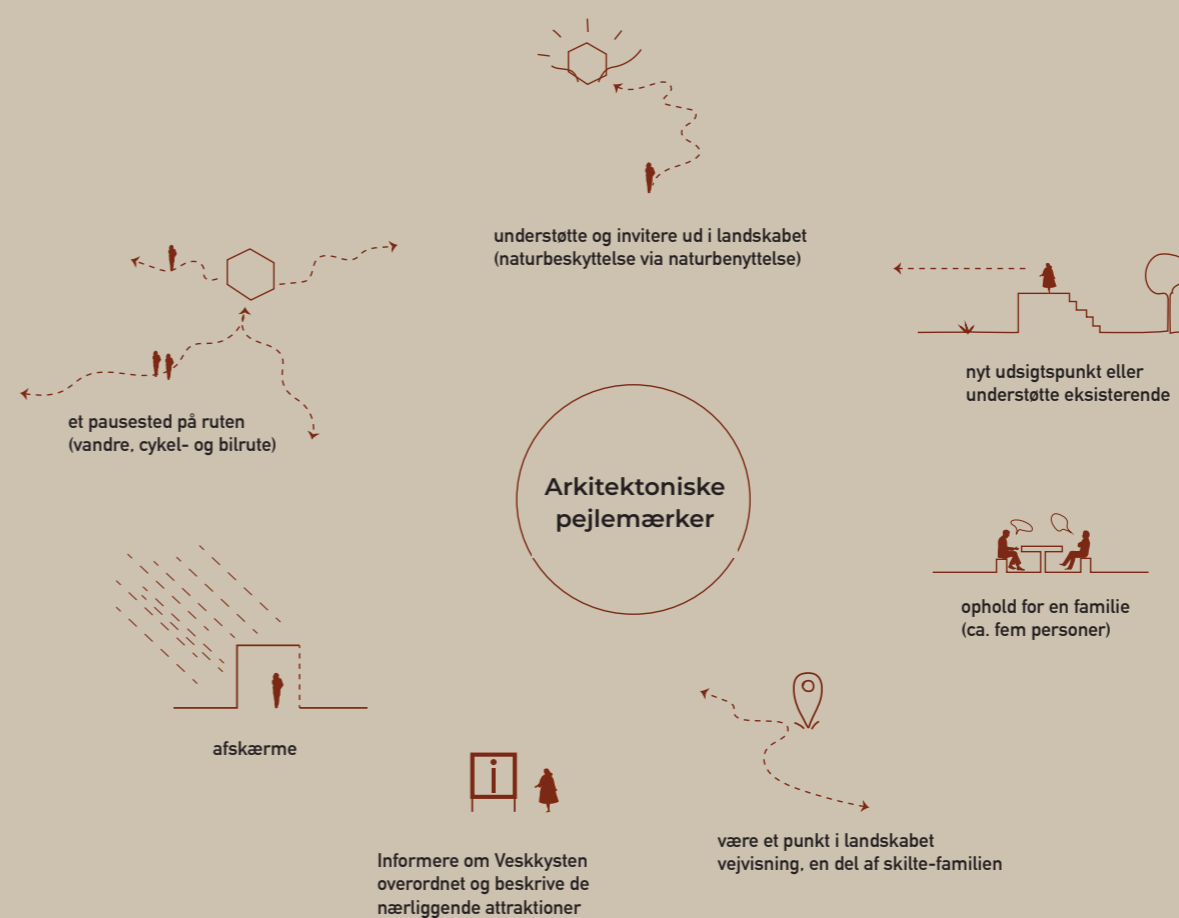 understøtte og invitere ud i landskabet
(naturbeskyttelse via naturbenyttelse)
nyt udsigtspunkt eller
understøtte eksisterende
et pausested på ruten
(vandre, cykel- og bilrute)
Arkitektoniske
pejlemærker
ophold for en familie
(ca. fem personer)
afskærme
i
være et punkt i landskabet
vejvisning, en del af skilte-familien
Informere om Veskkysten
overordnet og beskrive de
nærliggende attraktioner